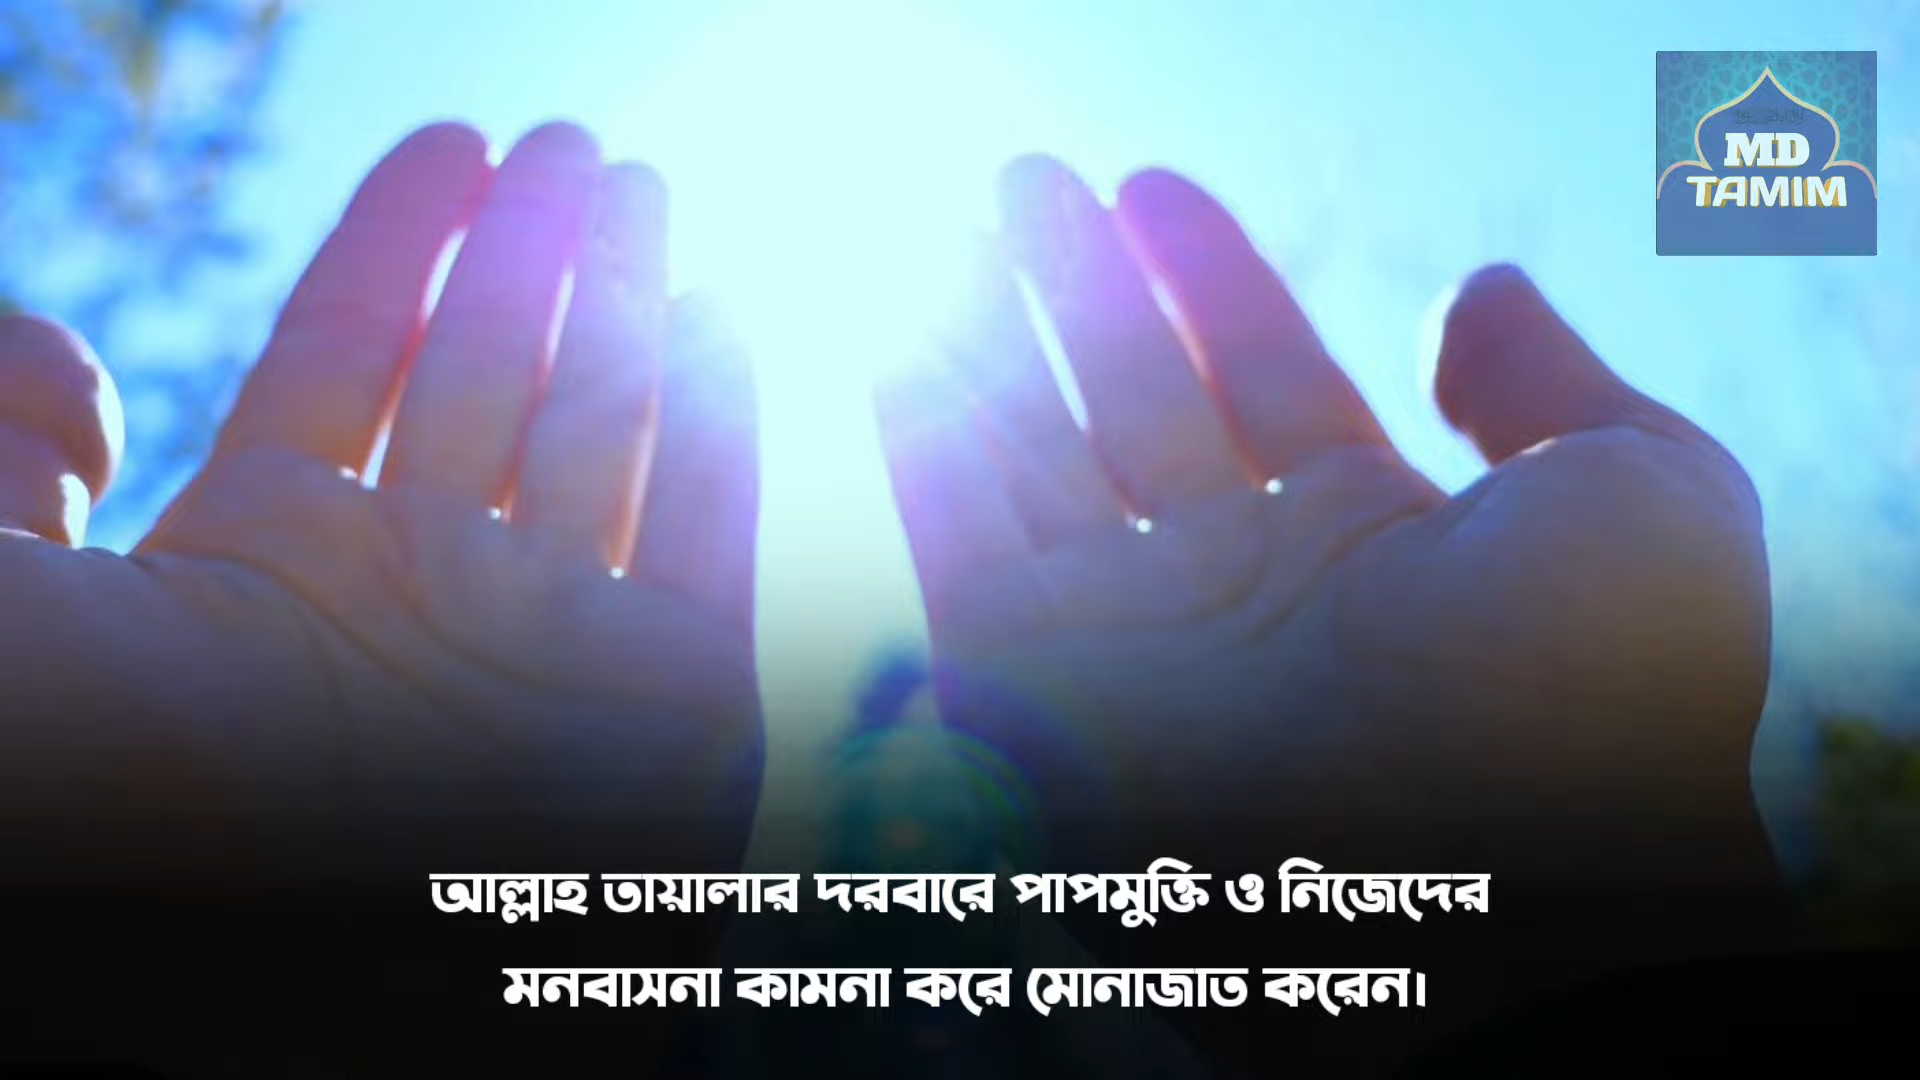 MD
TAMIM
আল্লাহ তায়ালার দরবারে পাপমুক্তি ও নিজেদের
মনবাসনা কামনা করে মোনাজাত করেন।